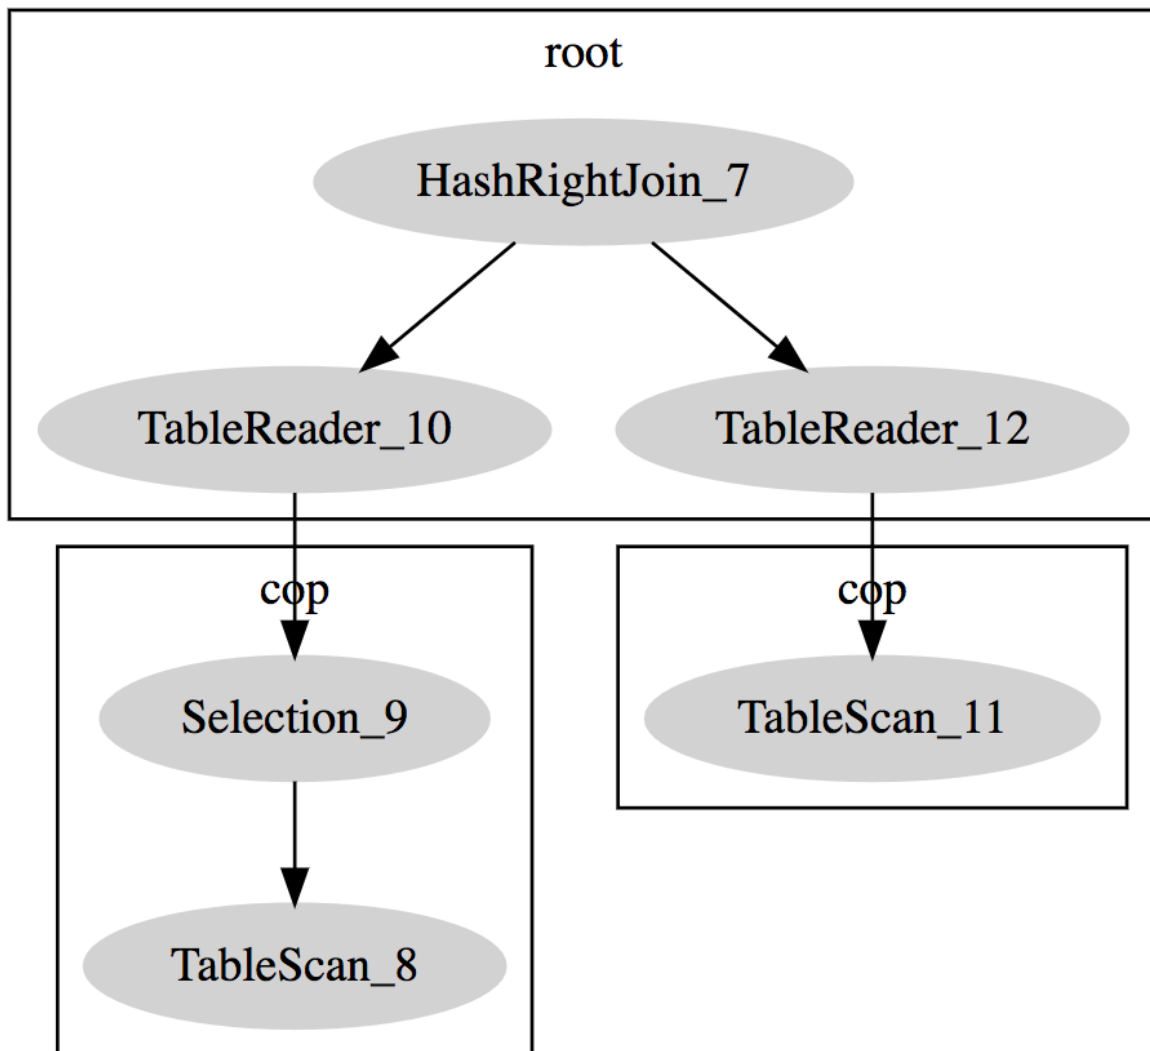 root
HashRightJoin_7
TableReader_10
TableReader_12
cop
cop
Selection_9
TableScan_11
TableScan_8